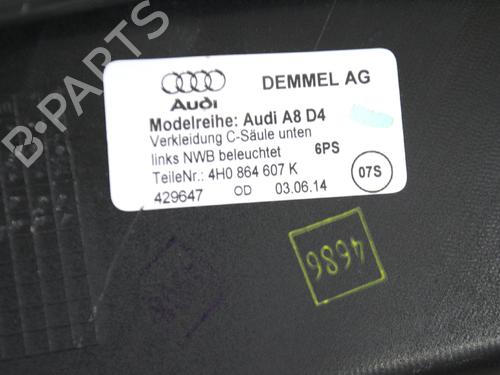 DEMMEL AG
Audi
Modelreihe: Audi A8 D4
Verkleidung C-Säule unten
links NWB beleuchtet 6PS
TeileNr.: 4H0 864 607 K 07S
429647 OD 03.06.14
4686